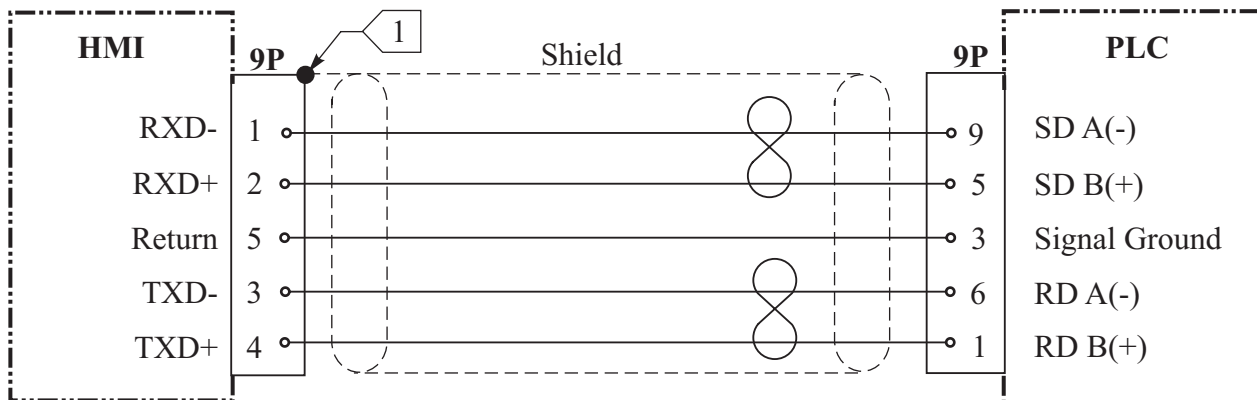 HMI 9P 1 Shield 9P PLC
RXD- 1 9 SD A(-)
RXD+ 2 5 SD B(+)
Return 5 3 Signal Ground
TXD- 3 6 RD A(-)
TXD+ 4 1 RD B(+)